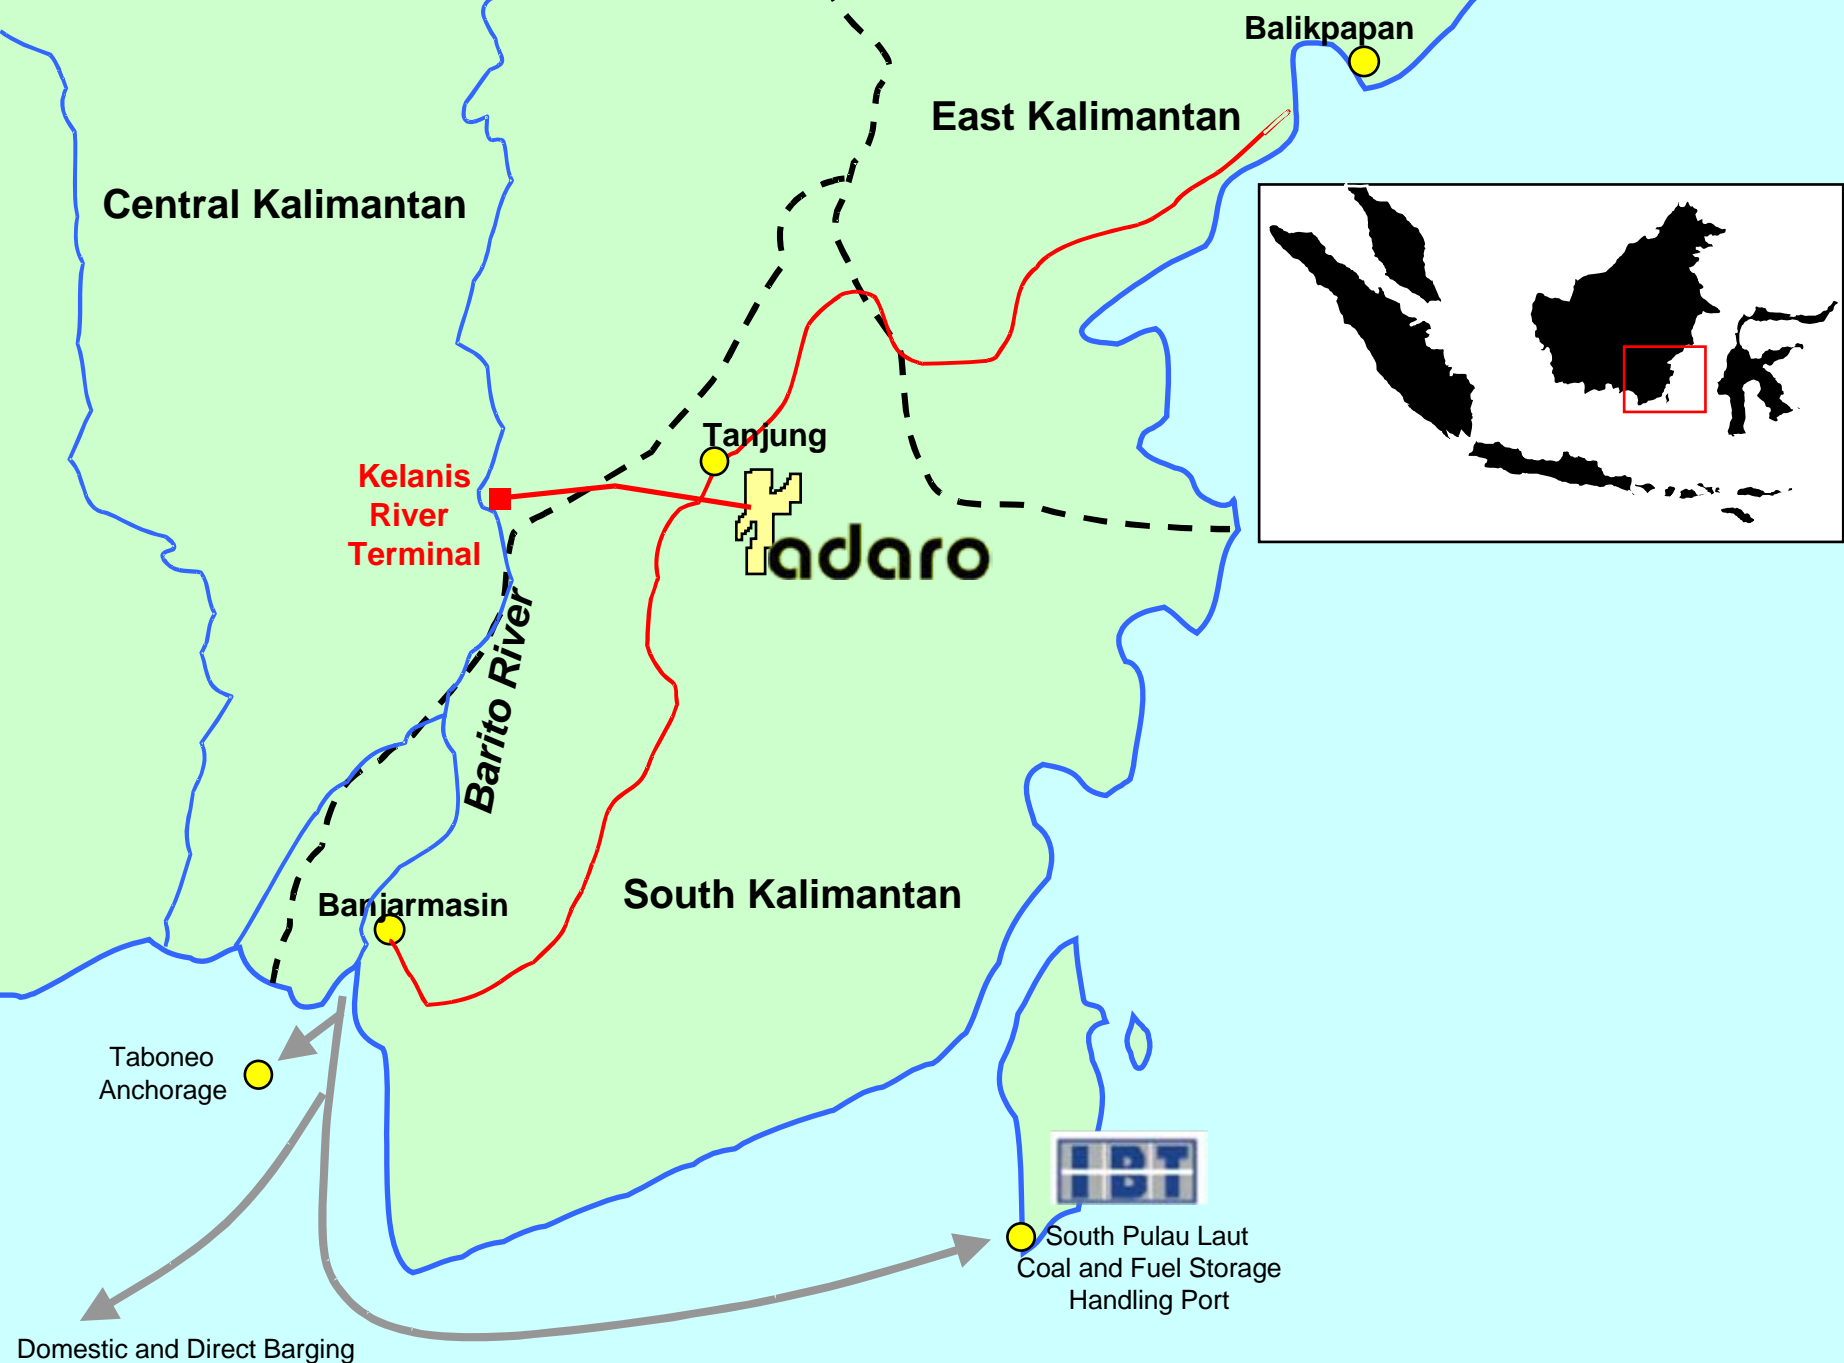 Balikpapan
East Kalimantan
Central Kalimantan
Tanjung
Kelanis
River
Terminal
adaro
Barito River
South Kalimantan
Banjarmasin
Taboneo
Anchorage
IBT
South Pulau Laut
Coal and Fuel Storage
Handling Port
Domestic and Direct Barging